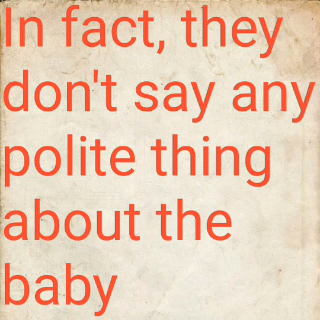 In fact, they
don't say any
polite thing
about the
baby